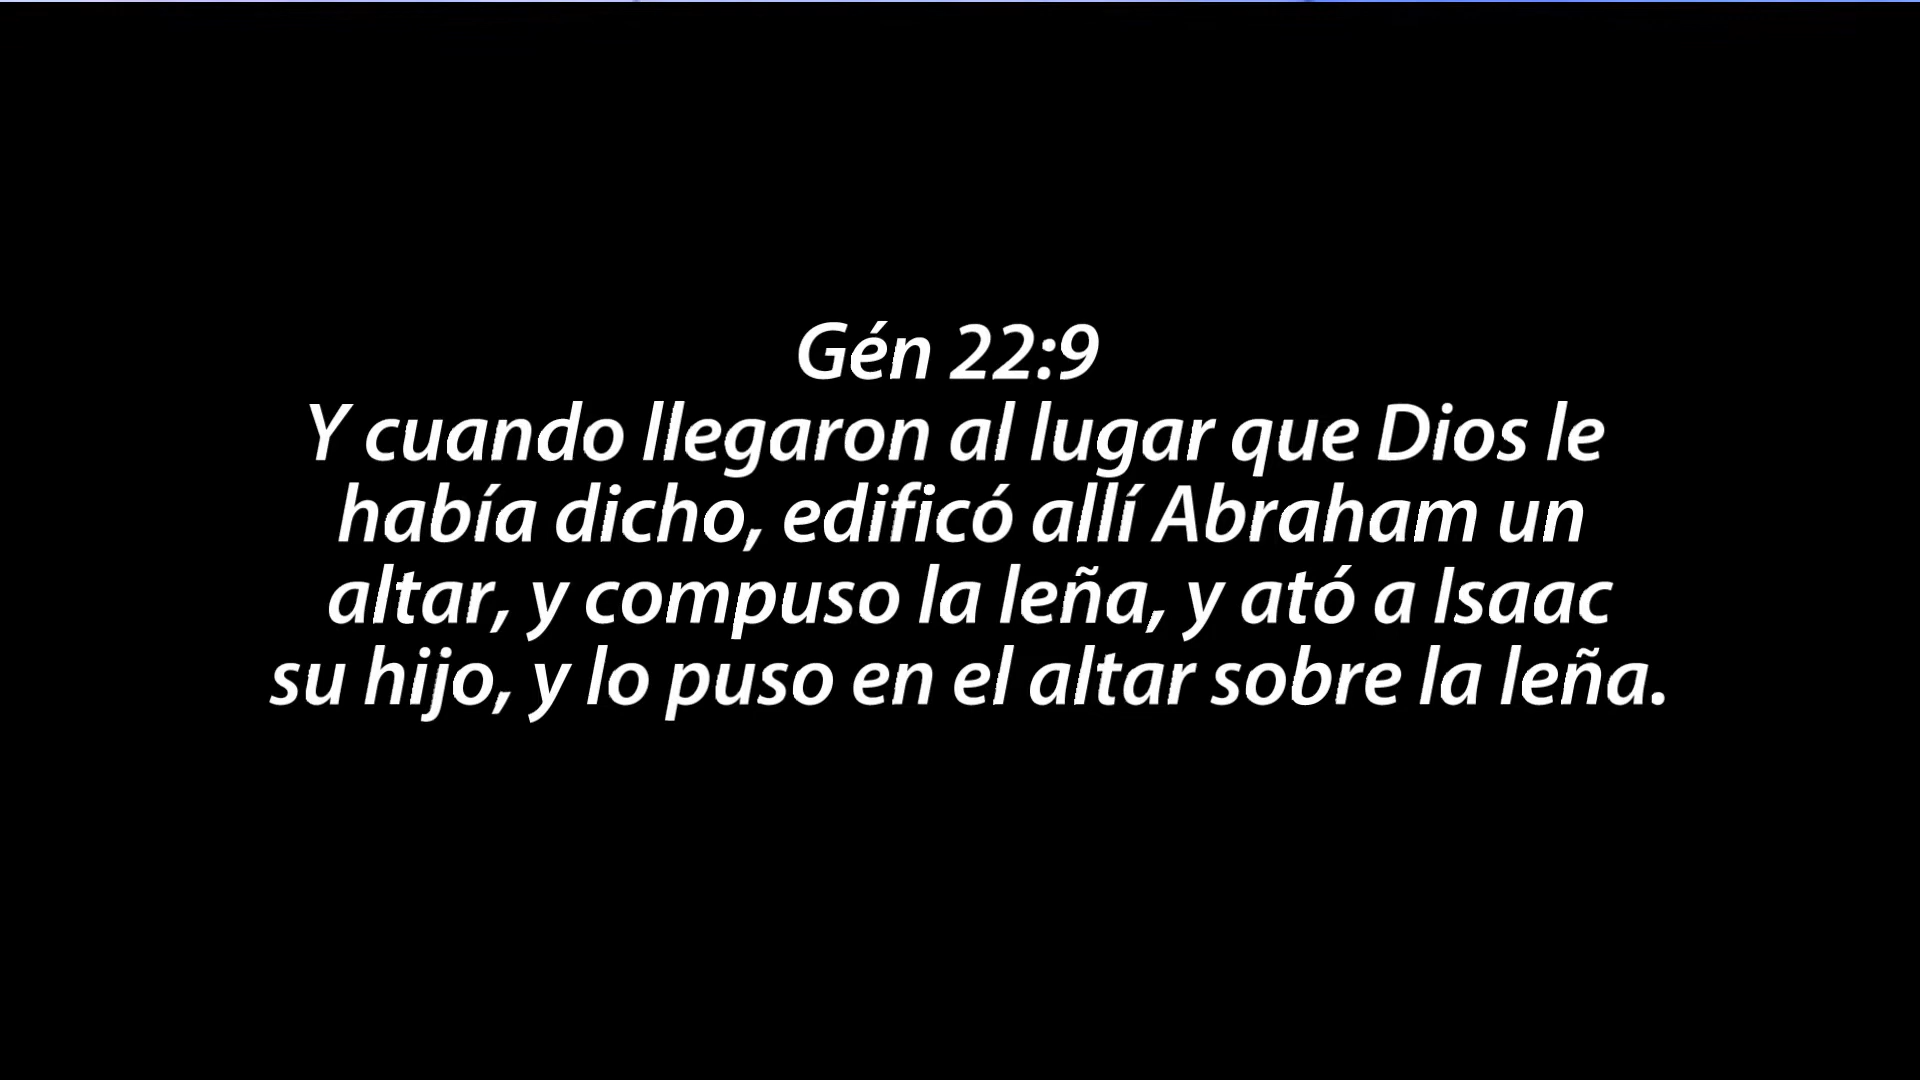 Gén 22:9
Y cuando llegaron al lugar que Dios le
había dicho, edificó allí Abraham un
altar, y compuso la leña, y ató a Isaac
su hijo, y lo puso en el altar sobre la leña.